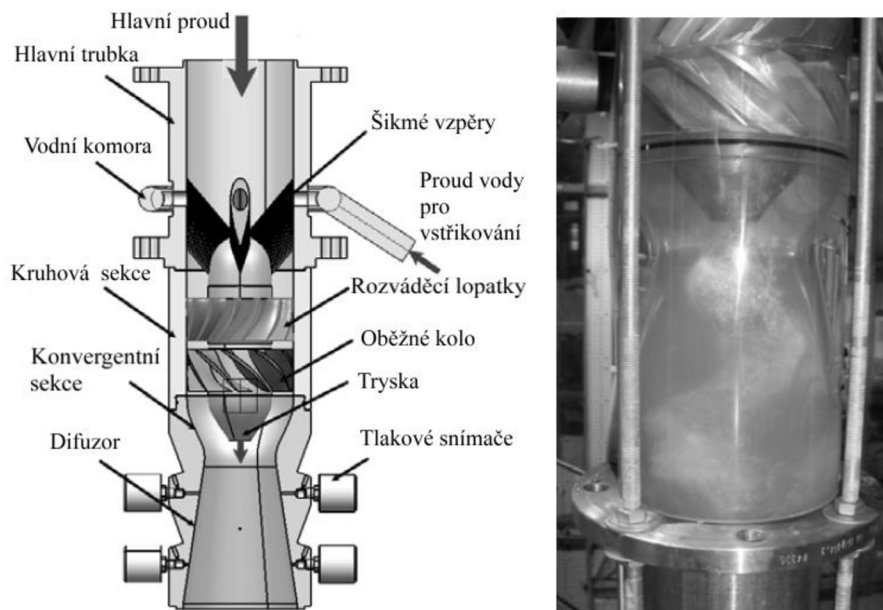 Hlavní proud
Hlavní trubka
Šikmé vzpěry
Vodní komora
Proud vody
pro
vstřikování
Kruhová sekce
Rozváděcí lopatky
Oběžné kolo
Konvergentní
sekce
Tryska
Difuzor
Tlakové snímače